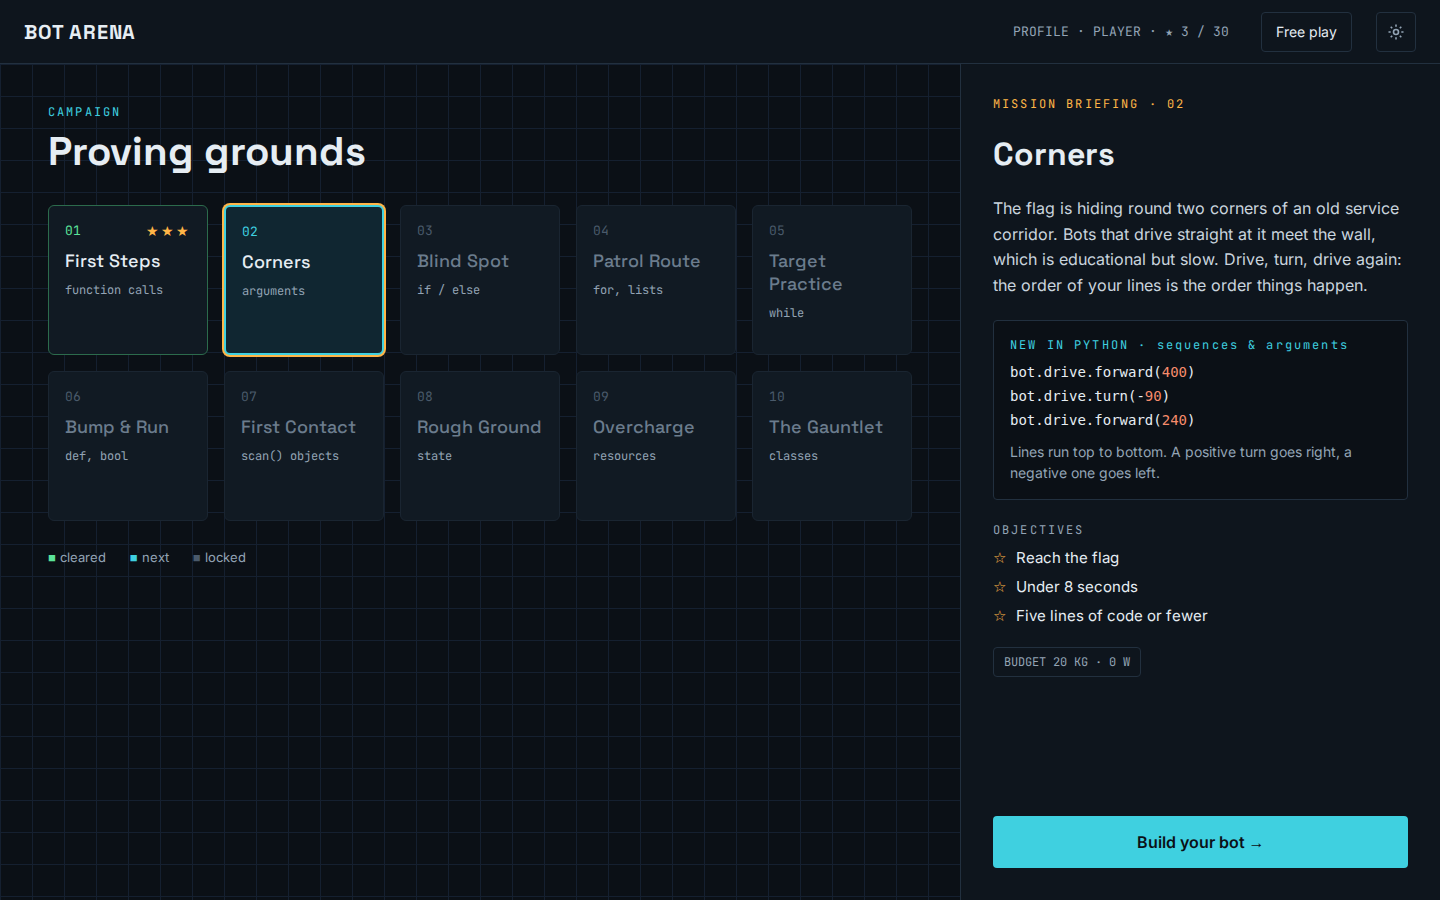 BOT ARENA
PROFILE · PLAYER · ★ 3 / 30
Free play
CAMPAIGN
Proving grounds
01 ★★★
First Steps
function calls
02
Corners
arguments
03
Blind Spot
if / else
04
Patrol Route
for, lists
05
Target
Practice
while
06
Bump & Run
def, bool
07
First Contact
scan() objects
08
Rough Ground
state
09
Overcharge
resources
10
The Gauntlet
classes
cleared
next
locked
MISSION BRIEFING · 02
Corners
The flag is hiding round two corners of an old service
corridor. Bots that drive straight at it meet the wall,
which is educational but slow. Drive, turn, drive again:
the order of your lines is the order things happen.
NEW IN PYTHON · sequences & arguments
bot.drive.forward(400)
bot.drive.turn(-90)
bot.drive.forward(240)
Lines run top to bottom. A positive turn goes right, a
negative one goes left.
OBJECTIVES
☆ Reach the flag
☆ Under 8 seconds
☆ Five lines of code or fewer
BUDGET 20 KG · 0 W
Build your bot →